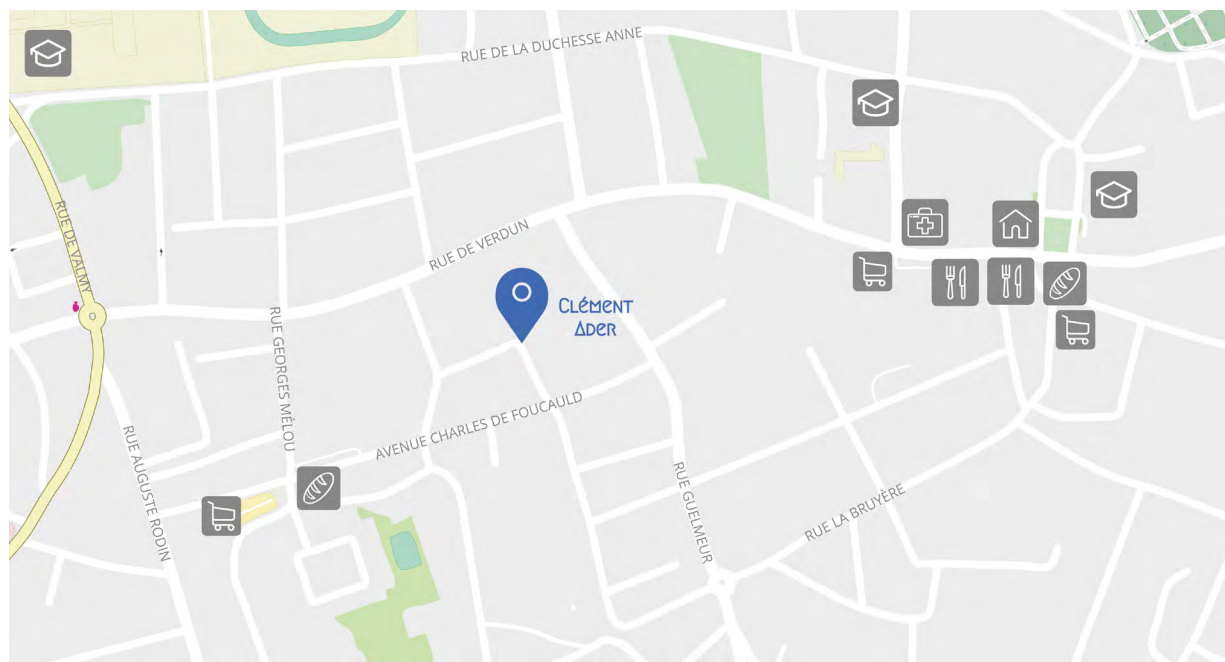 RUE DE LA DUCHESSE ANNE
RUE DE VALMY
RUE DE VERDUN
CLÉMENT
ADER
RUE GEORGES MÉLOU
AVENUE CHARLES DE FOUCAULD
RUE AUGUSTE RODIN
RUE GUELMEUR
RUE LA BRUYÈRE